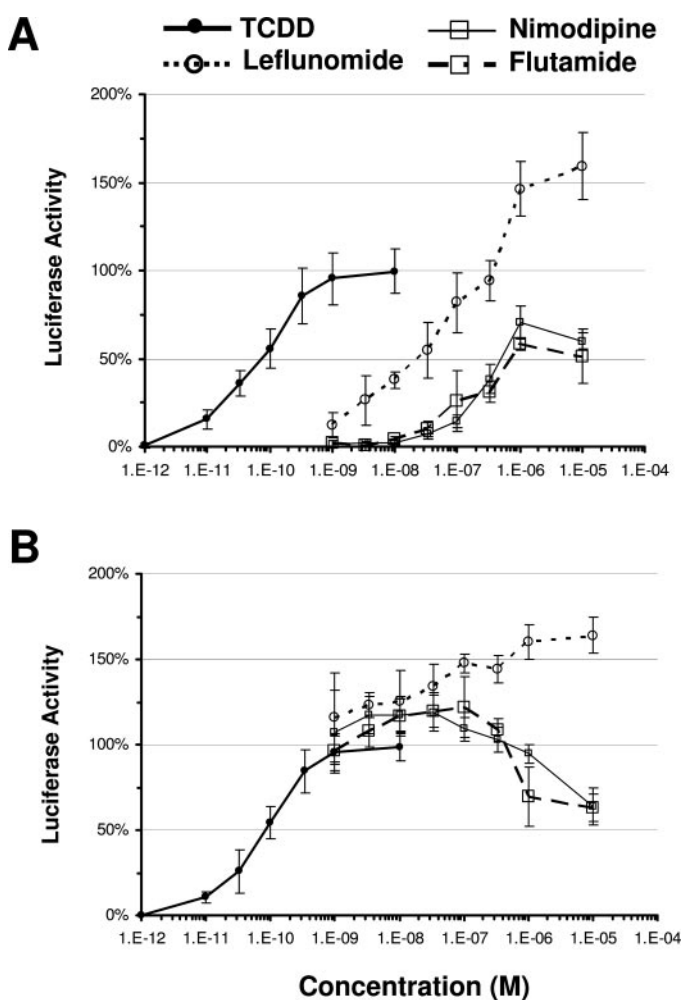 A
TCDD
Nimodipine
Leflunomide
Flutamide
200%
150%
100%
50%
0%
Luciferase Activity
1.E-12 1.E-11 1.E-10 1.E-09 1.E-08 1.E-07 1.E-06 1.E-05 1.E-04
B
200%
150%
100%
50%
0%
Luciferase Activity
1.E-12 1.E-11 1.E-10 1.E-09 1.E-08 1.E-07 1.E-06 1.E-05 1.E-04
Concentration (M)